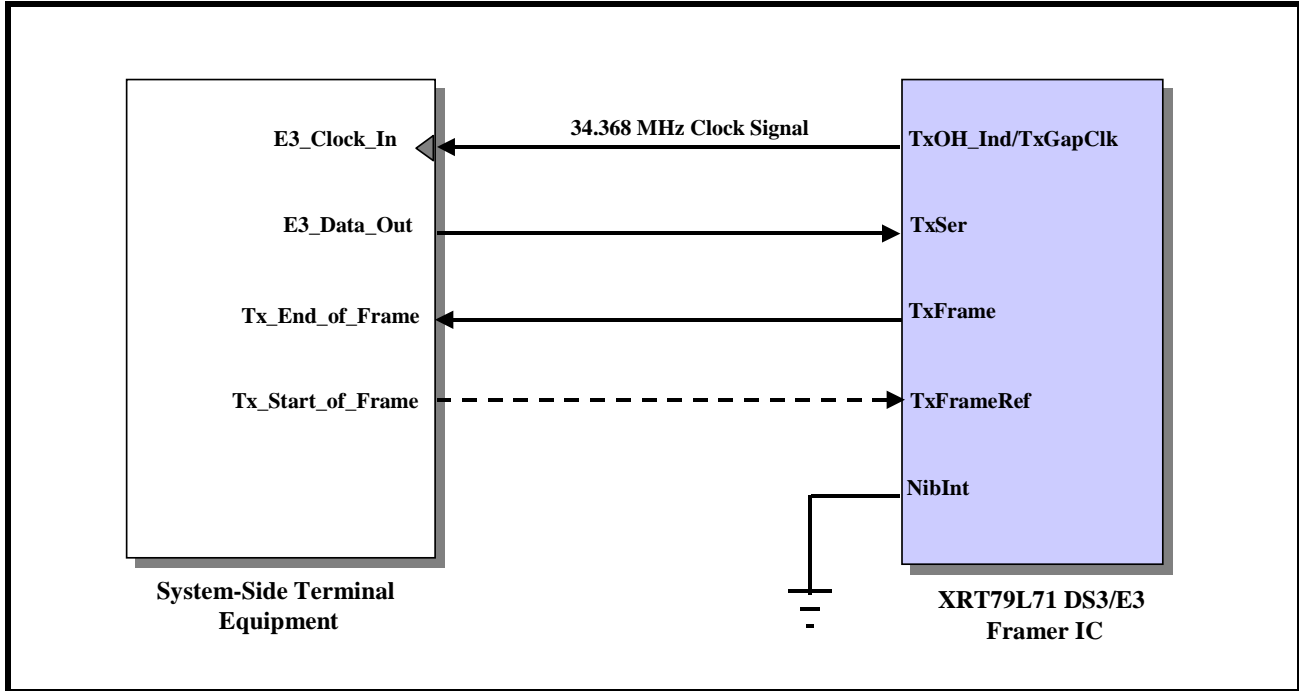 E3_Clock_In
34.368 MHz Clock Signal
TxOH_Ind/TxGapClk
E3_Data_Out
TxSer
Tx_End_of_Frame
TxFrame
Tx_Start_of_Frame
TxFrameRef
NibInt
System-Side Terminal
Equipment
XRT79L71 DS3/E3
Framer IC